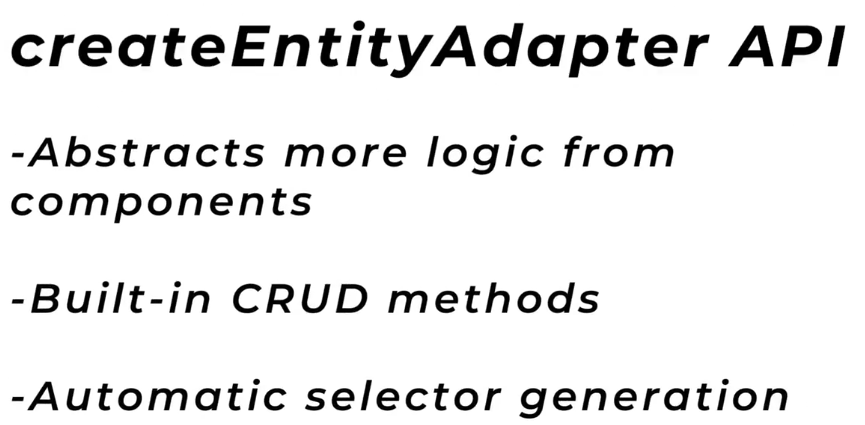 createEntityAdapter API
-Abstracts more logic from
components
-Built-in CRUD methods
-Automatic selector generation